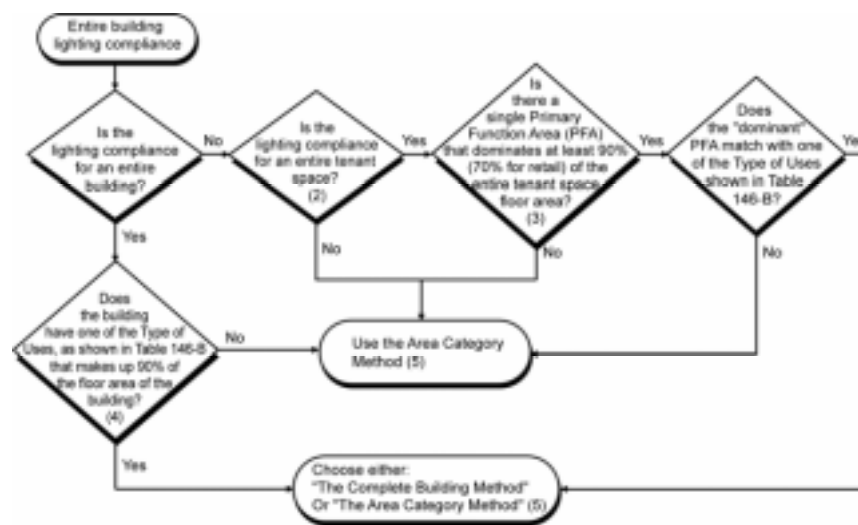 Entire building
lighting compliance
Is the
lighting compliance
for an entire
building?
No
Is the
lighting compliance
for an entire tenant
space?
(2)
Yes
Is
there a
single Primary
Function Area (PFA)
that dominates at least 90%
(70% for retail) of the
entire tenant space
floor area?
(3)
Yes
Does
the "dominant"
PFA match with one
of the Type of Uses
shown in Table
146-B?
Yes
No
No
No
Yes
Does
the building
have one of the Type of
Uses, as shown in Table 146-B
that makes up 90% of
the floor area of the
building?
(4)
No
Use the Area Category
Method (5)
Yes
Choose either:
"The Complete Building Method"
Or "The Area Category Method" (5)